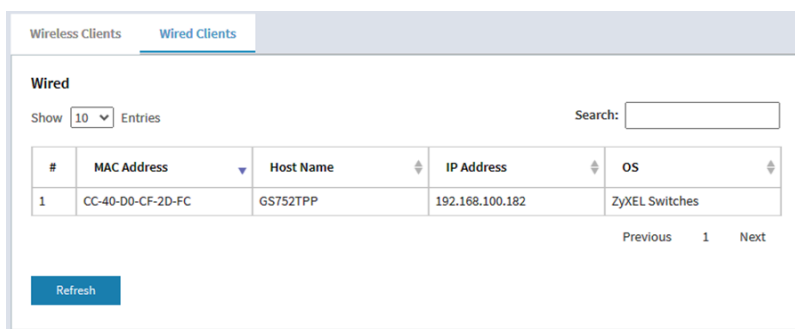 Wireless Clients Wired Clients
Wired
Show 10 Entries Search:
# MAC Address Host Name IP Address OS
1 CC-40-D0-CF-2D-FC GS752TPP 192.168.100.182 ZyXEL Switches
Previous 1 Next
Refresh